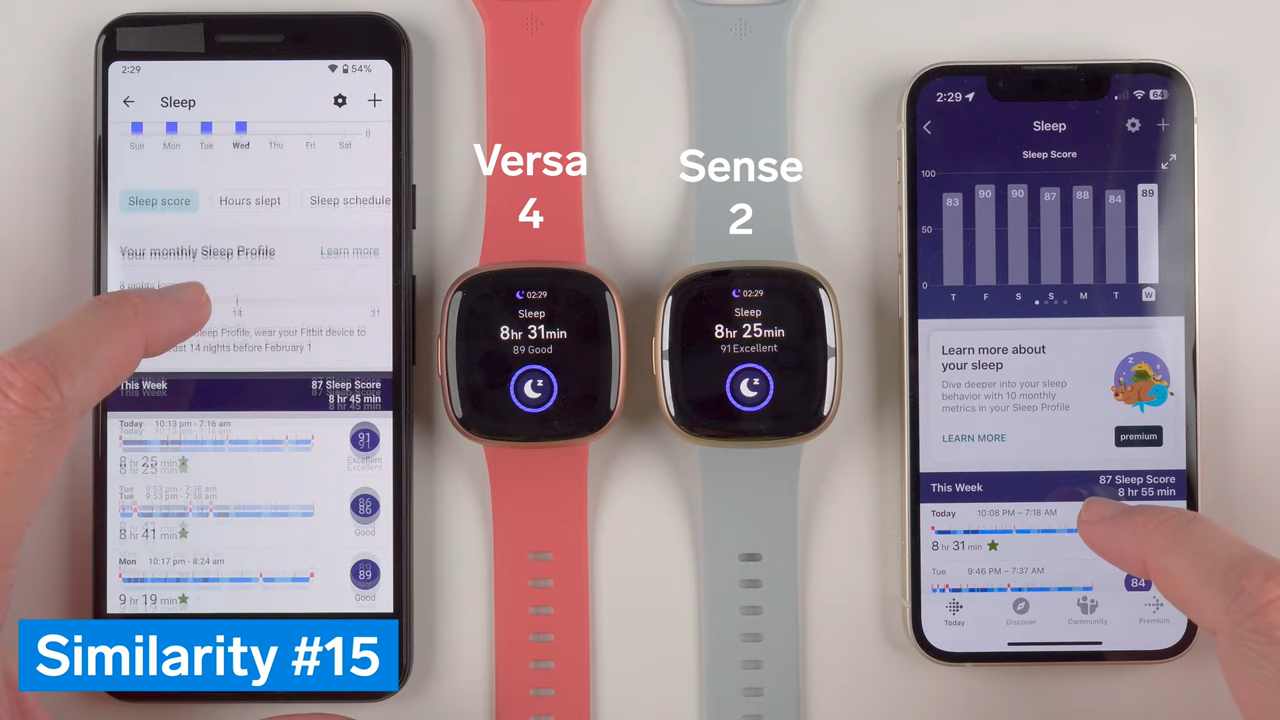 2:29
54%
Sleep
0
Sun Mon Tue Wed Thu Fri Sat
Sleep score
Hours slept
Sleep schedule
Your monthly Sleep Profile
Learn more
14
31
Sleep Profile, wear your Fitbit device to
14 nights before February 1
This Week
87 Sleep Score
8 hr 45 min
Today 10:13 pm - 7:16 am
8 hr 25 min
91
Excellent
Tue 9:53 pm - 7:38 am
8 hr 41 min
86
Good
Mon 10:17 pm - 8:24 am
9 hr 19 min
89
Good
Similarity #15
Versa
4
02:29
Sleep
8hr 31min
89 Good
Sense
2
02:29
Sleep
8hr 25min
91 Excellent
2:29
64
Sleep
Sleep Score
100
50
0
83 90 90 87 88 84 89
T F S S M T W
Learn more about
your sleep
Dive deeper into your sleep
behavior with 10 monthly
metrics in your Sleep Profile
LEARN MORE
premium
This Week
87 Sleep Score
8 hr 55 min
Today 10:08 PM – 7:18 AM
8 hr 31 min
Tue 9:46 PM – 7:37 AM
84
Today
Discover
Community
Premium